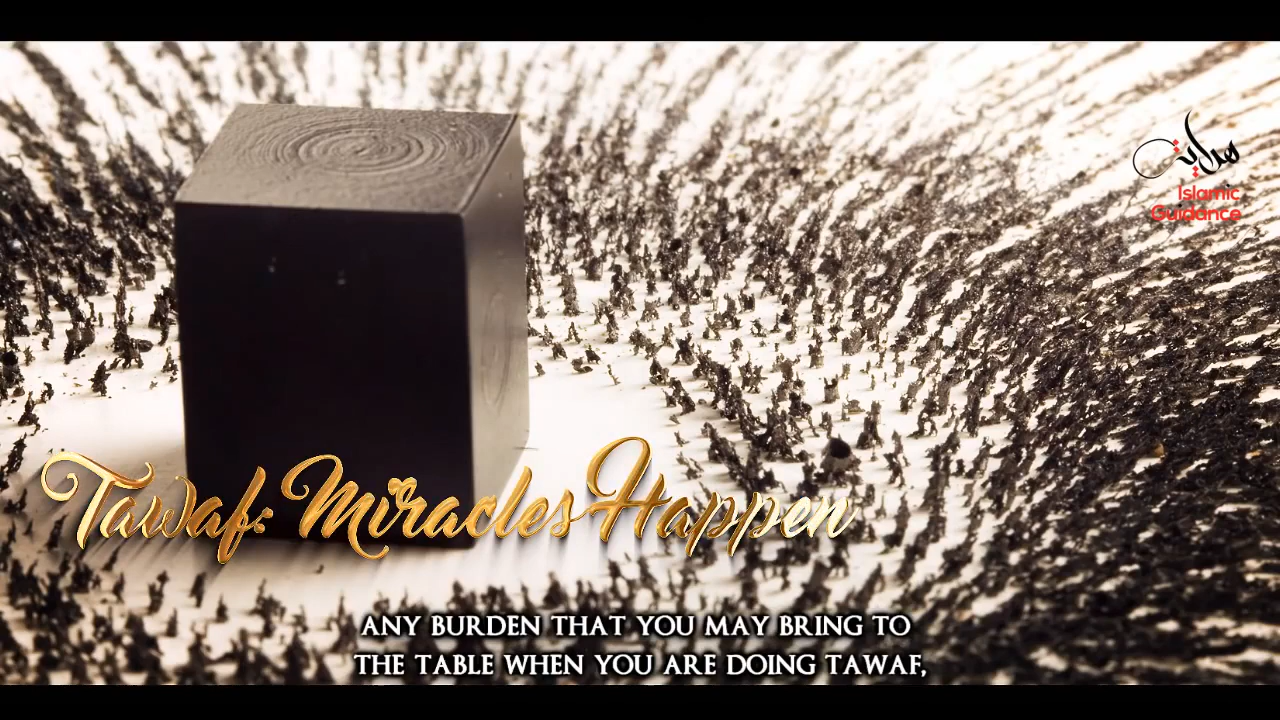 هداية
Islamic
Guidance
Tawaf: Miracles Happen
ANY BURDEN THAT YOU MAY BRING TO
THE TABLE WHEN YOU ARE DOING TAWAF,